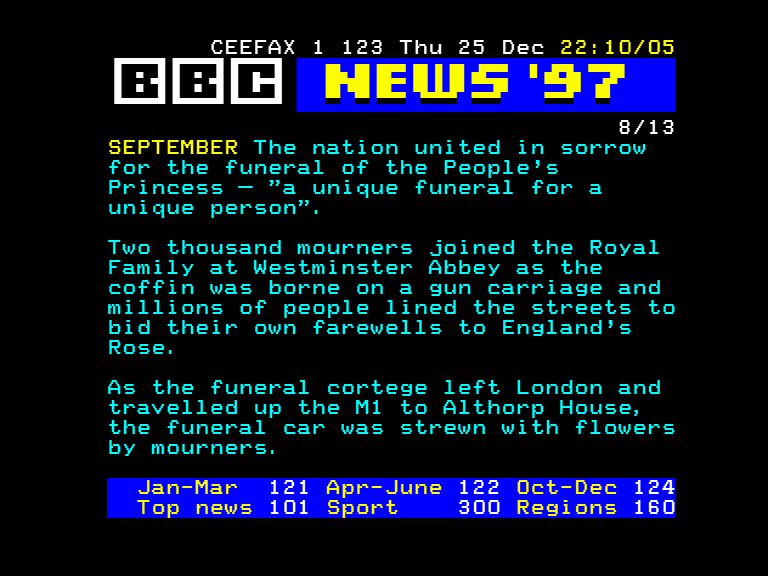 CEEFAX 1 123 Thu 25 Dec 22:10/05
BBC NEWS '97
8/13
SEPTEMBER The nation united in sorrow
for the funeral of the People's
Princess – "a unique funeral for a
unique person".
Two thousand mourners joined the Royal
Family at Westminster Abbey as the
coffin was borne on a gun carriage and
millions of people lined the streets to
bid their own farewells to England's
Rose.
As the funeral cortege left London and
travelled up the M1 to Althorp House,
the funeral car was strewn with flowers
by mourners.
Jan-Mar 121 Apr-June 122 Oct-Dec 124
Top news 101 Sport 300 Regions 160